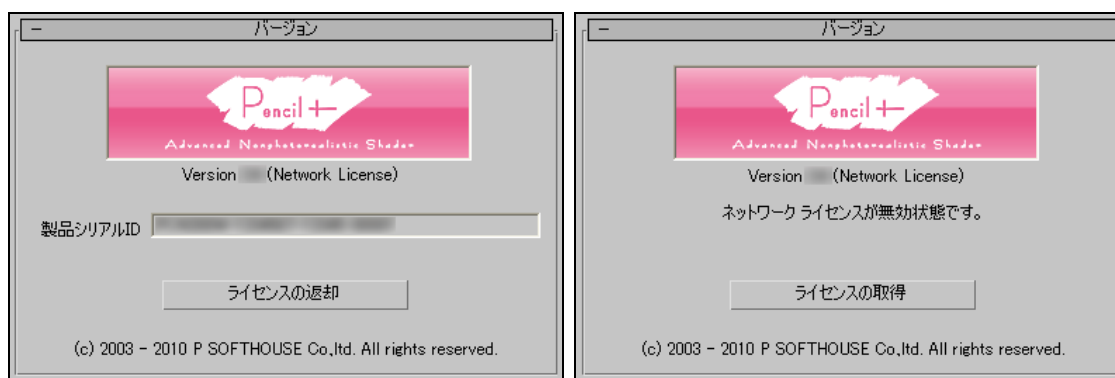 バージョン
Pencil+
Advanced Nonphotorealistic Shader
Version (Network License)
製品シリアルID
ライセンスの返却
(c) 2003 - 2010 P SOFTHOUSE Co,ltd. All rights reserved.
バージョン
Pencil+
Advanced Nonphotorealistic Shader
Version (Network License)
ネットワーク ライセンスが無効状態です。
ライセンスの取得
(c) 2003 - 2010 P SOFTHOUSE Co,ltd. All rights reserved.